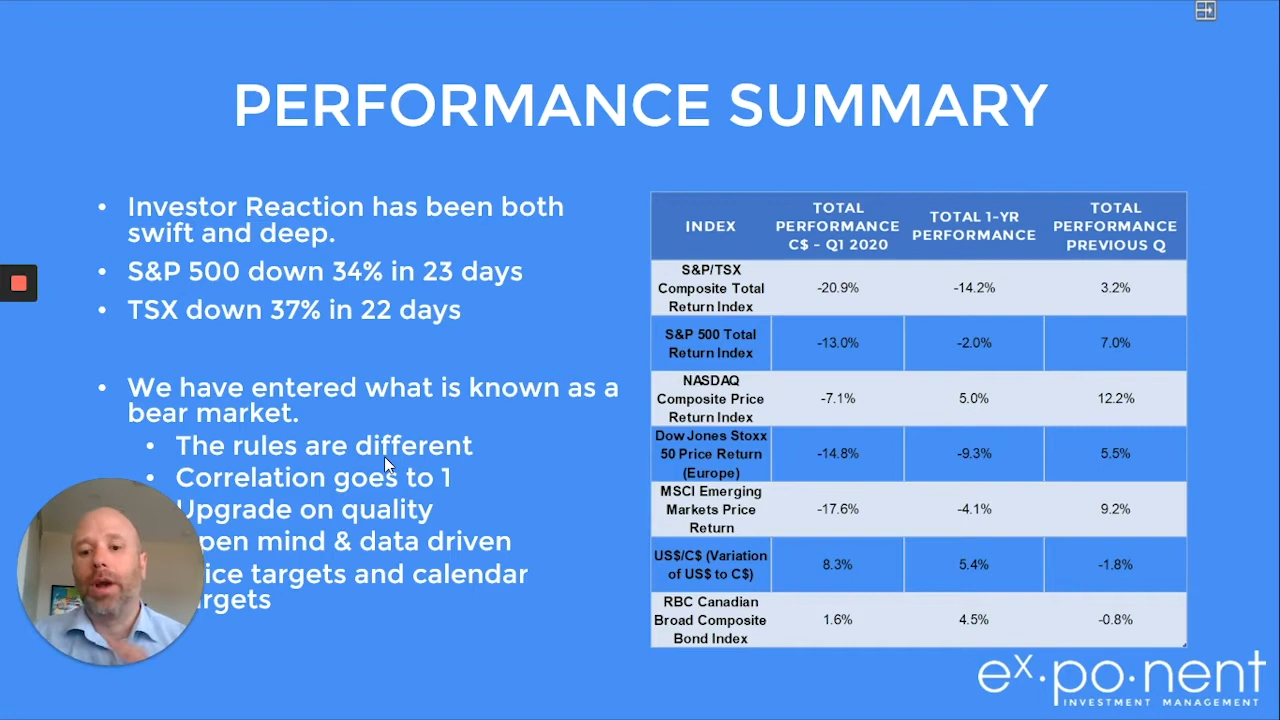 PERFORMANCE SUMMARY
• Investor Reaction has been both
swift and deep.
• S&P 500 down 34% in 23 days
• TSX down 37% in 22 days
• We have entered what is known as a
bear market.
• The rules are different
• Correlation goes to 1
Upgrade on quality
pen mind & data driven
ice targets and calendar
rgets
INDEX
TOTAL
PERFORMANCE
C$ – Q1 2020
TOTAL 1-YR
PERFORMANCE
TOTAL
PERFORMANCE
PREVIOUS Q
S&P/TSX
Composite Total
Return Index
-20.9%
-14.2%
3.2%
S&P 500 Total
Return Index
-13.0%
-2.0%
7.0%
NASDAQ
Composite Price
Return Index
-7.1%
5.0%
12.2%
Dow Jones Stoxx
50 Price Return
(Europe)
-14.8%
-9.3%
5.5%
MSCI Emerging
Markets Price
Return
-17.6%
-4.1%
9.2%
US$/C$ (Variation
of US$ to C$)
8.3%
5.4%
-1.8%
RBC Canadian
Broad Composite
Bond Index
1.6%
4.5%
-0.8%
ex·po·nent
INVESTMENT MANAGEMENT